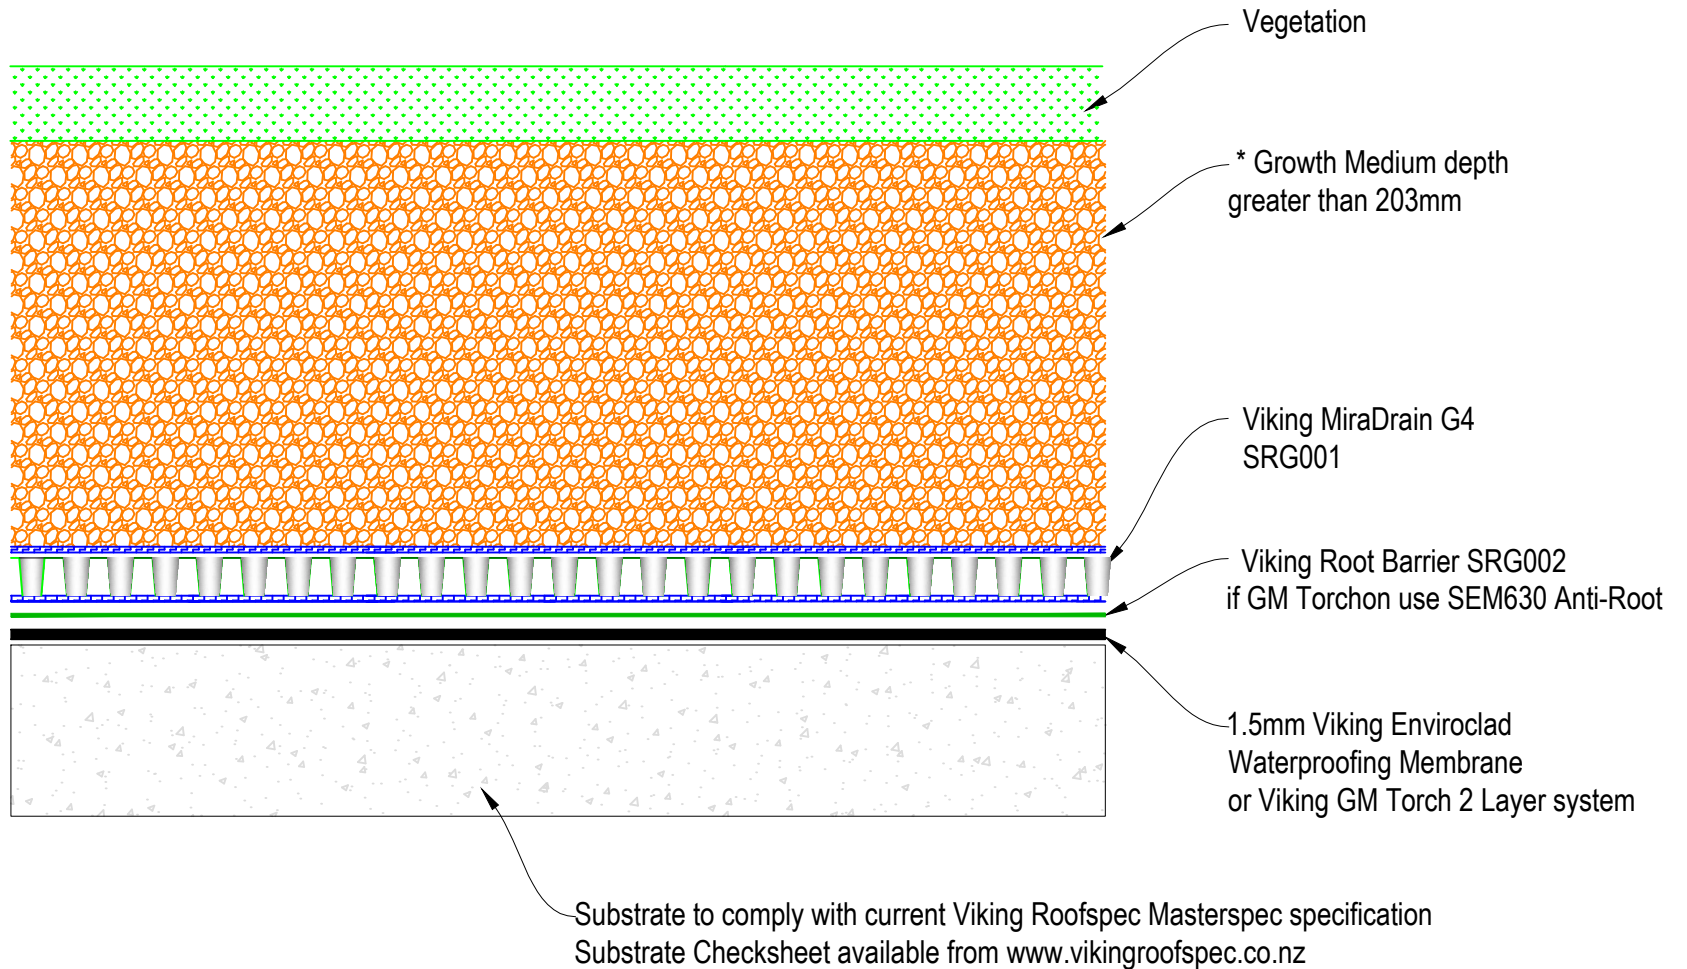 Vegetation
* Growth Medium depth
greater than 203mm
Viking MiraDrain G4
SRG001
Viking Root Barrier SRG002
if GM Torchon use SEM630 Anti-Root
1.5mm Viking Enviroclad
Waterproofing Membrane
or Viking GM Torch 2 Layer system
Substrate to comply with current Viking Roofspec Masterspec specification
Substrate Checksheet available from www.vikingroofspec.co.nz